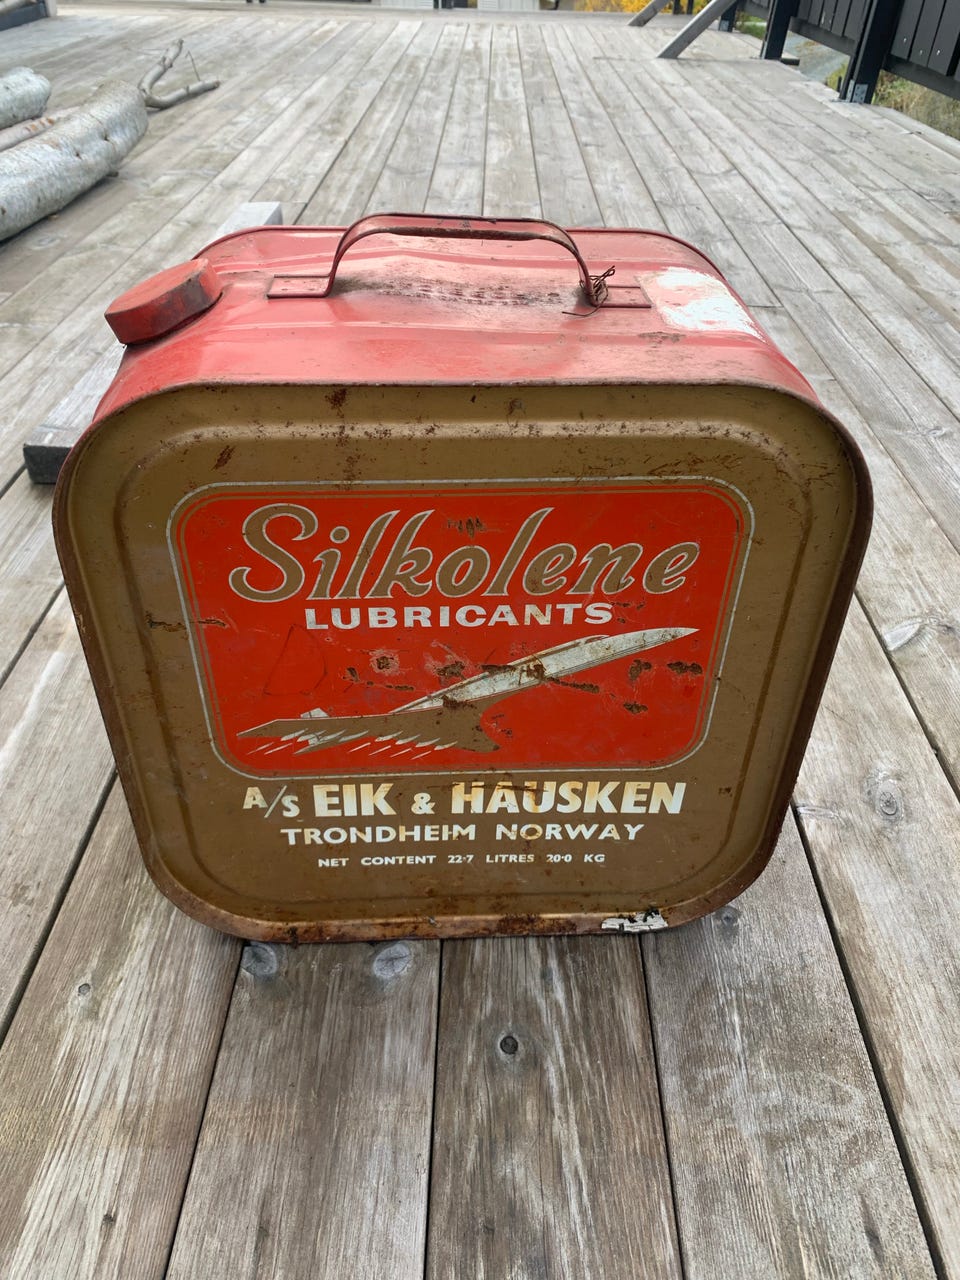 Silkolene
LUBRICANTS
A/S EIK & HAUSKEN
TRONDHEIM NORWAY
NET CONTENT 22·7 LITRES 20·0 KG